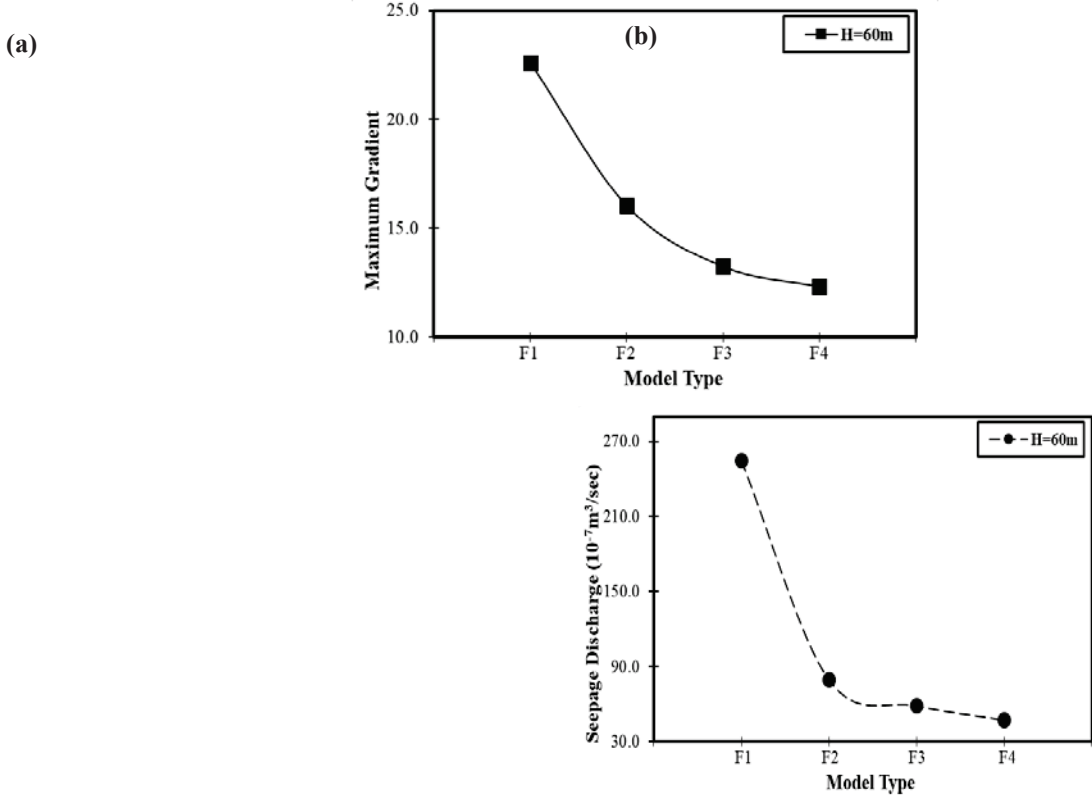 (a)
(b)
25.0
20.0
15.0
10.0
Maximum Gradient
H=60m
F1 F2 F3 F4
Model Type
270.0
210.0
150.0
90.0
30.0
Seepage Discharge (10⁻⁷m³/sec)
H=60m
F1 F2 F3 F4
Model Type